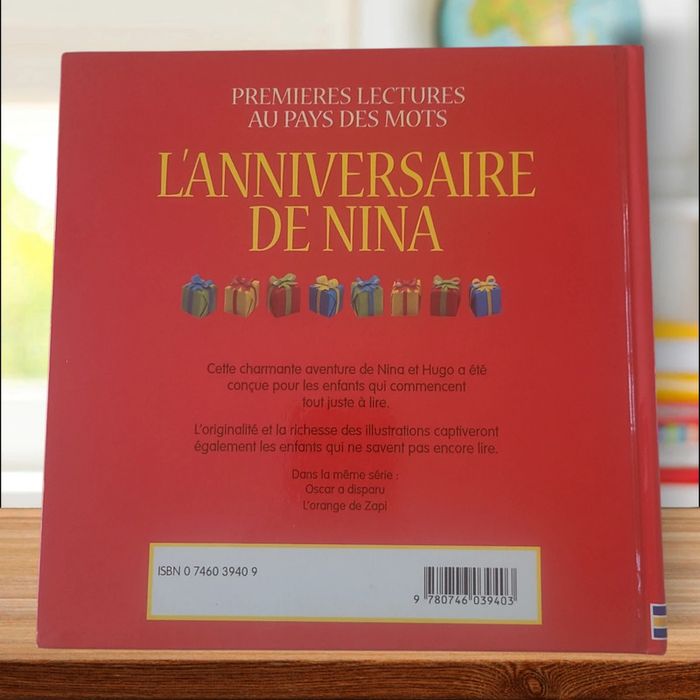 PREMIERES LECTURES
AU PAYS DES MOTS
L'ANNIVERSAIRE
DE NINA
Cette charmante aventure de Nina et Hugo a été
conçue pour les enfants qui commencent
tout juste à lire.
L'originalité et la richesse des illustrations captiveront
également les enfants qui ne savent pas encore lire.
Dans la même série :
Oscar a disparu
L'orange de Zapi
ISBN 0 7460 3940 9
9 780746 039403